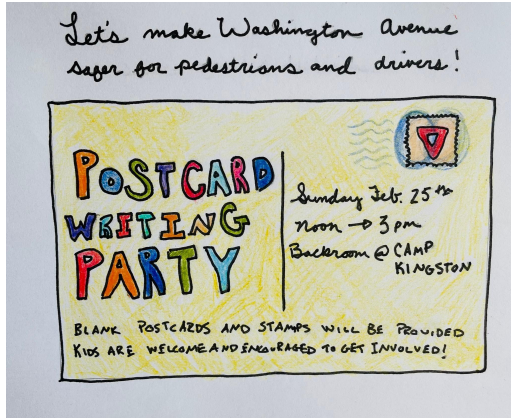 Let's make Washington Avenue
safer for pedestrians and drivers!
POSTCARD
WRITING
PARTY
Sunday Feb. 25th
noon → 3pm
Backroom @ CAMP
KINGSTON
BLANK POSTCARDS AND STAMPS WILL BE PROVIDED
KIDS ARE WELCOME AND ENCOURAGED TO GET INVOLVED!